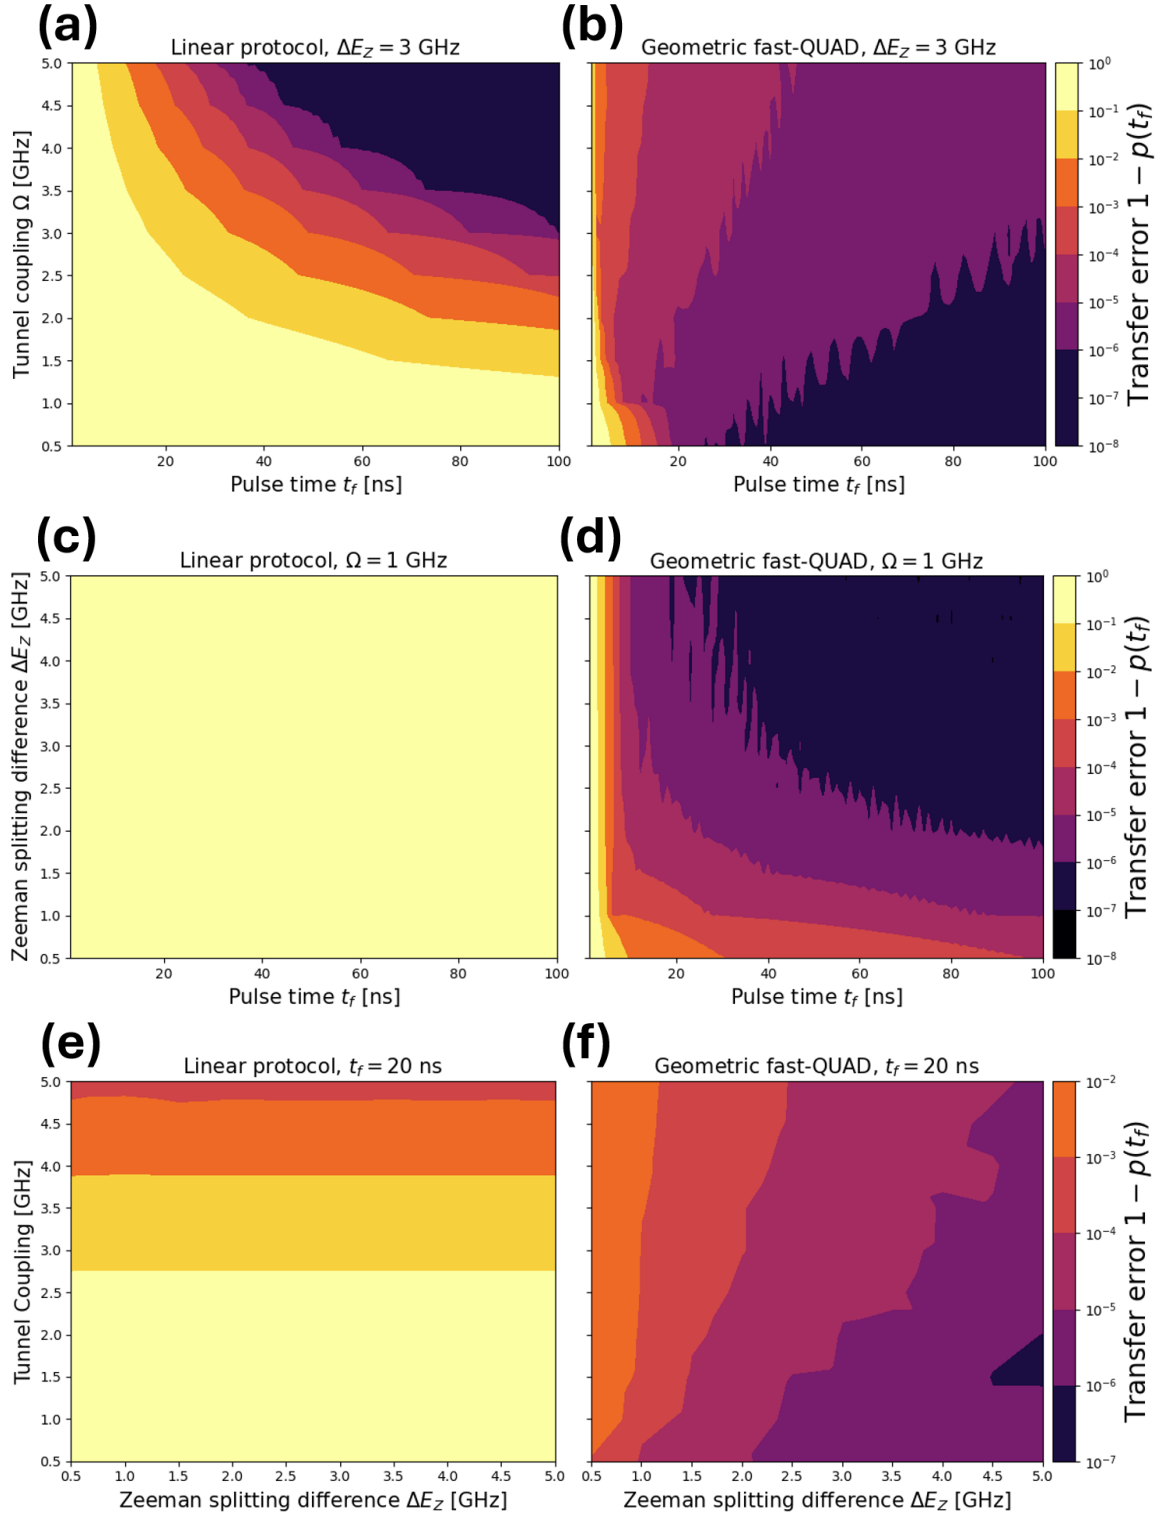 (a)
Linear protocol, ΔE_Z = 3 GHz
(b)
Geometric fast-QUAD, ΔE_Z = 3 GHz
Tunnel coupling Ω [GHz]
5.0
4.5
4.0
3.5
3.0
2.5
2.0
1.5
1.0
0.5
20
40
60
80
100
Pulse time t_f [ns]
20
40
60
80
100
Pulse time t_f [ns]
10^0
10^−1
10^−2
10^−3
10^−4
10^−5
10^−6
10^−7
10^−8
Transfer error 1 − p(t_f)
(c)
Linear protocol, Ω = 1 GHz
(d)
Geometric fast-QUAD, Ω = 1 GHz
Zeeman splitting difference ΔE_Z [GHz]
5.0
4.5
4.0
3.5
3.0
2.5
2.0
1.5
1.0
0.5
20
40
60
80
100
Pulse time t_f [ns]
20
40
60
80
100
Pulse time t_f [ns]
10^0
10^−1
10^−2
10^−3
10^−4
10^−5
10^−6
10^−7
10^−8
Transfer error 1 − p(t_f)
(e)
Linear protocol, t_f = 20 ns
(f)
Geometric fast-QUAD, t_f = 20 ns
Tunnel Coupling [GHz]
5.0
4.5
4.0
3.5
3.0
2.5
2.0
1.5
1.0
0.5
0.5 1.0 1.5 2.0 2.5 3.0 3.5 4.0 4.5 5.0
Zeeman splitting difference ΔE_Z [GHz]
0.5 1.0 1.5 2.0 2.5 3.0 3.5 4.0 4.5 5.0
Zeeman splitting difference ΔE_Z [GHz]
10^−2
10^−3
10^−4
10^−5
10^−6
10^−7
Transfer error 1 − p(t_f)